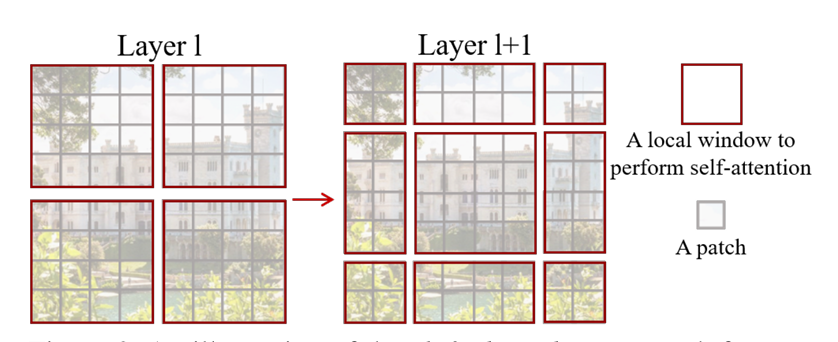 Layer l
Layer l+1
A local window to
perform self-attention
A patch